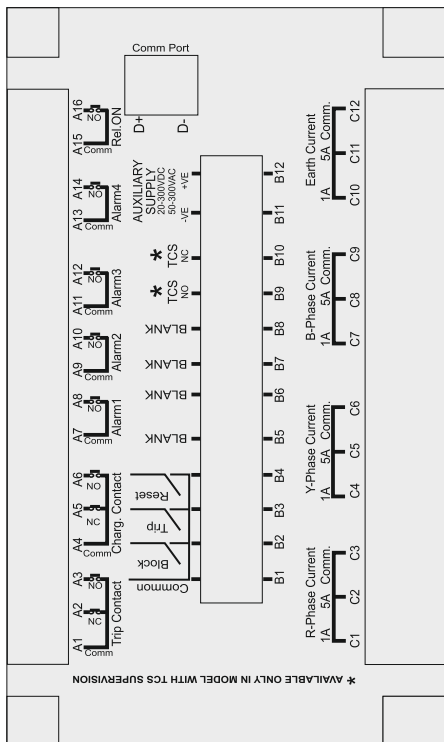 Comm Port
D+
D-
A16
NO
A15
Comm
Rel.ON
A14
NO
A13
Comm
Alarm4
A12
NO
A11
Comm
Alarm3
A10
NO
A9
Comm
Alarm2
A8
NO
A7
Comm
Alarm1
A6
NO
A5
NC
A4
Comm
Charg. Contact
A3
NO
A2
NC
A1
Comm
Trip Contact
AUXILIARY
SUPPLY
20-300VDC
50-300VAC
-VE
+VE
* TCS
NC
* TCS
NO
BLANK
BLANK
BLANK
BLANK
Reset
Trip
Block
Common
B12
B11
B10
B9
B8
B7
B6
B5
B4
B3
B2
B1
Earth Current
1A 5A Comm.
C10 C11 C12
B-Phase Current
1A 5A Comm.
C7 C8 C9
Y-Phase Current
1A 5A Comm.
C4 C5 C6
R-Phase Current
1A 5A Comm.
C1 C2 C3
* AVAILABLE ONLY IN MODEL WITH TCS SUPERVISION